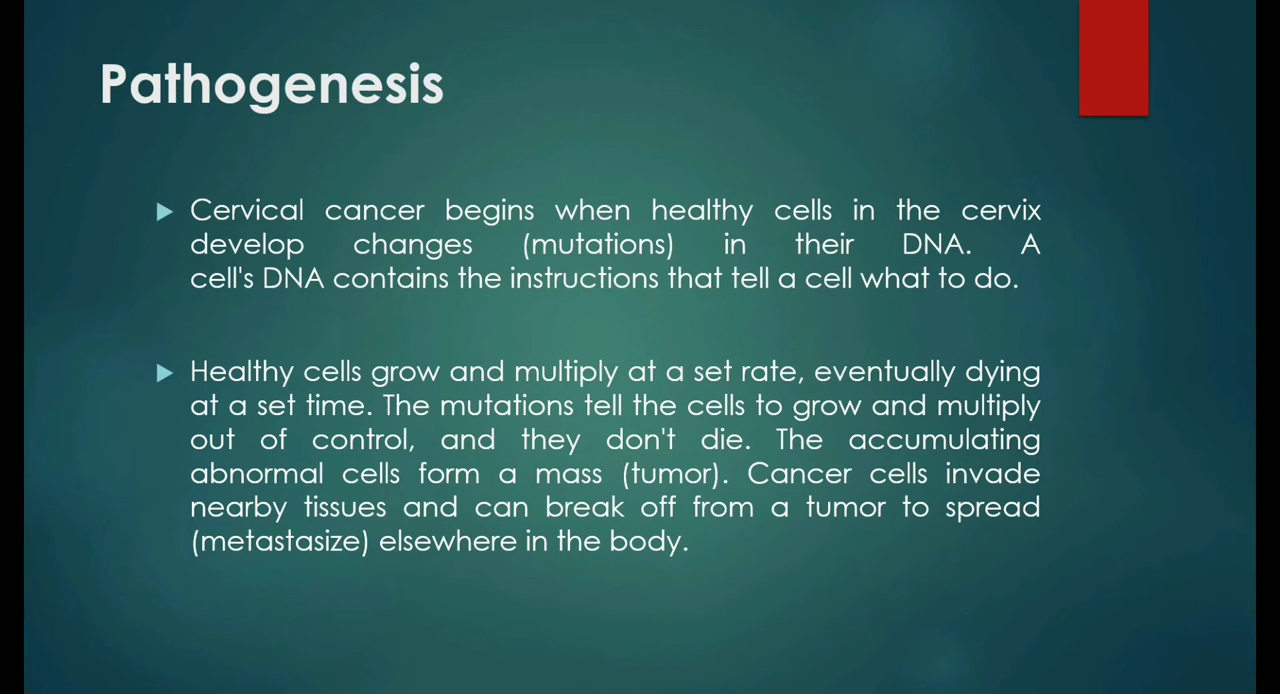 Pathogenesis
Cervical cancer begins when healthy cells in the cervix
develop changes (mutations) in their DNA. A
cell's DNA contains the instructions that tell a cell what to do.
Healthy cells grow and multiply at a set rate, eventually dying
at a set time. The mutations tell the cells to grow and multiply
out of control, and they don't die. The accumulating
abnormal cells form a mass (tumor). Cancer cells invade
nearby tissues and can break off from a tumor to spread
(metastasize) elsewhere in the body.